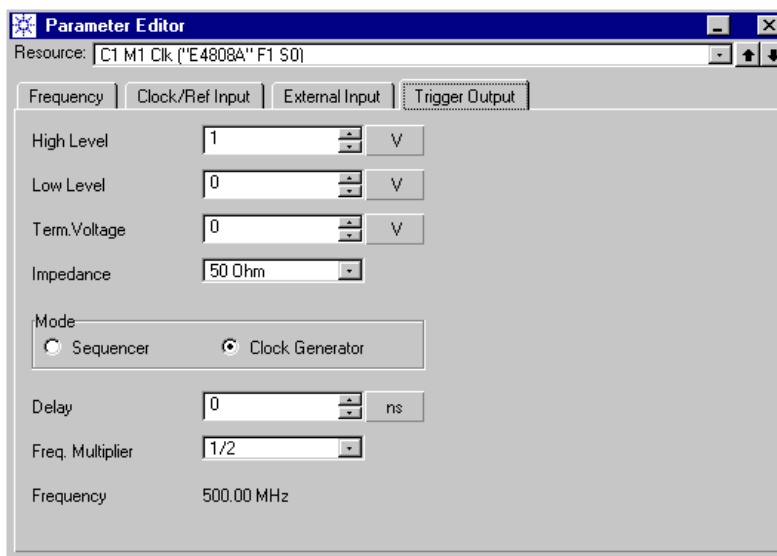 Parameter Editor
Resource: C1 M1 Clk ("E4808A" F1 S0)
Frequency Clock/Ref Input External Input Trigger Output
High Level 1 V
Low Level 0 V
Term.Voltage 0 V
Impedance 50 Ohm
Mode
Sequencer Clock Generator
Delay 0 ns
Freq. Multiplier 1/2
Frequency 500.00 MHz